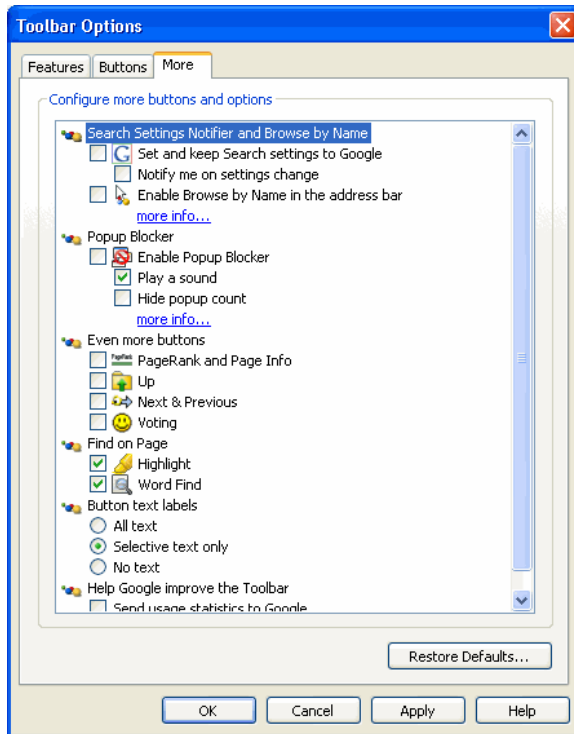 Toolbar Options
Features Buttons More
Configure more buttons and options
Search Settings Notifier and Browse by Name
Set and keep Search settings to Google
Notify me on settings change
Enable Browse by Name in the address bar
more info...
Popup Blocker
Enable Popup Blocker
Play a sound
Hide popup count
more info...
Even more buttons
PageRank PageRank and Page Info
Up
Next & Previous
Voting
Find on Page
Highlight
Word Find
Button text labels
All text
Selective text only
No text
Help Google improve the Toolbar
Send usage statistics to Google
Restore Defaults...
OK Cancel Apply Help